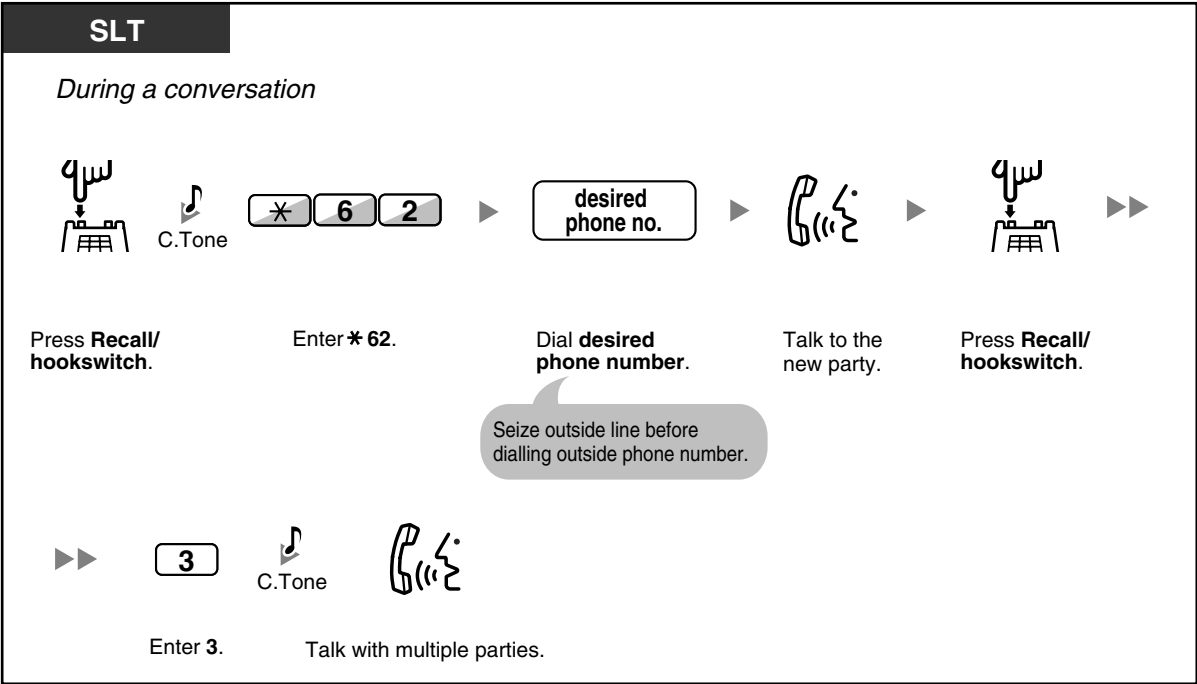 SLT
During a conversation
C.Tone
* 6 2
desired
phone no.
Press Recall/
hookswitch.
Enter * 62.
Dial desired
phone number.
Talk to the
new party.
Press Recall/
hookswitch.
Seize outside line before
dialling outside phone number.
3
C.Tone
Enter 3.
Talk with multiple parties.